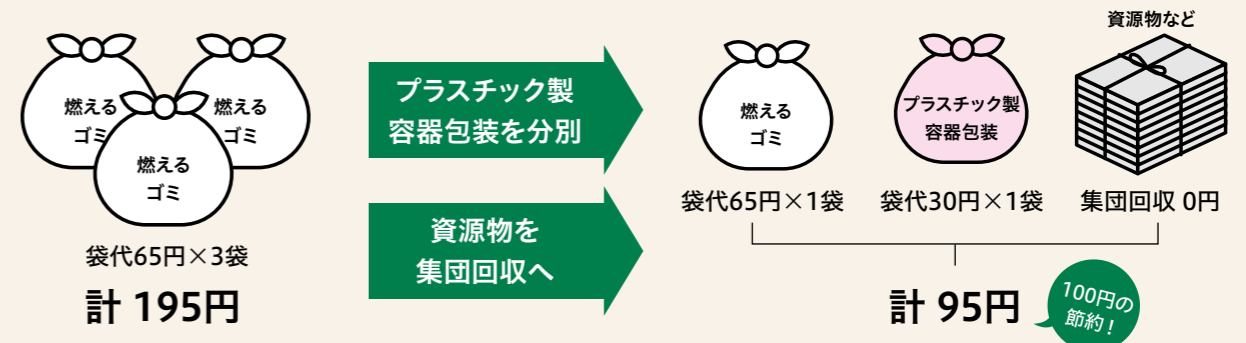 燃える
ゴミ
燃える
ゴミ
燃える
ゴミ
袋代65円×3袋
計 195円
プラスチック製
容器包装を分別
資源物を
集団回収へ
燃える
ゴミ
袋代65円×1袋
プラスチック製
容器包装
袋代30円×1袋
資源物など
集団回収 0円
計 95円
100円の
節約!